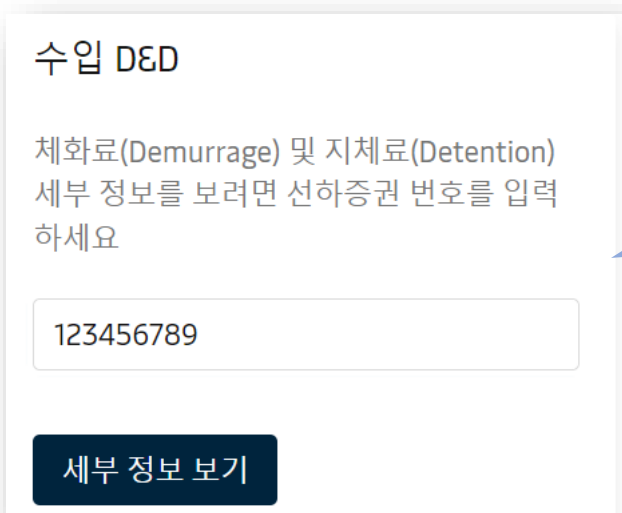 수입 D&D
체화료(Demurrage) 및 지체료(Detention)
세부 정보를 보려면 선하증권 번호를 입력
하세요
123456789
세부 정보 보기